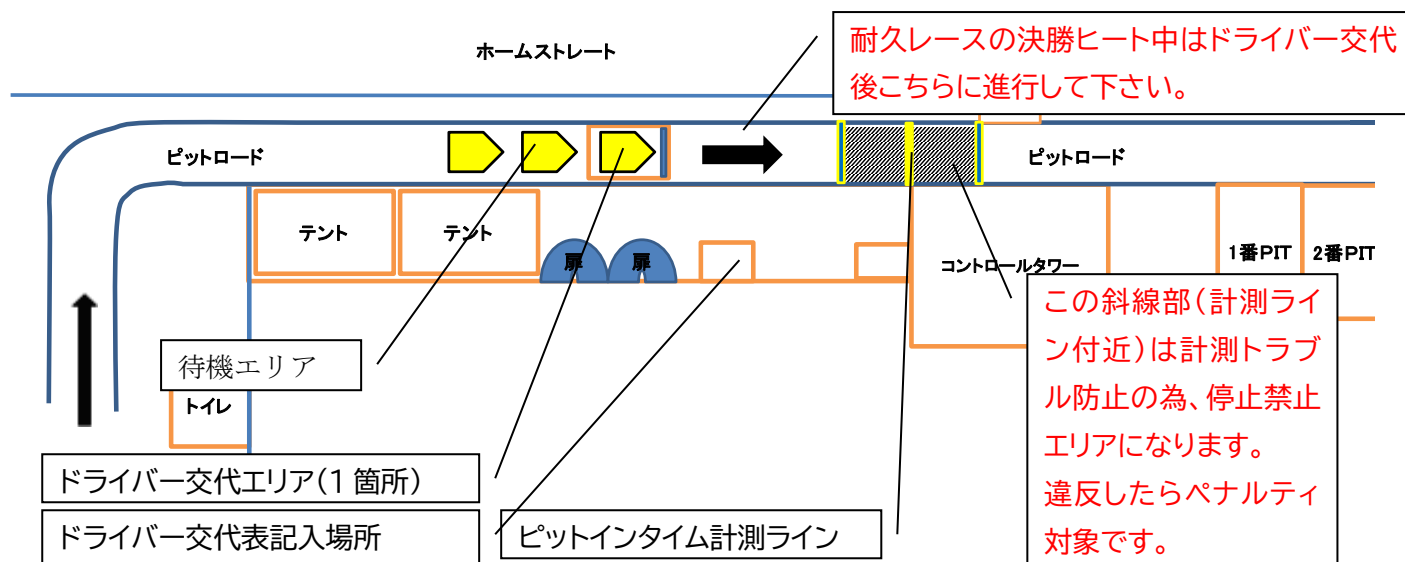 ホームストレート
耐久レースの決勝ヒート中はドライバー交代
後こちらに進行して下さい。
ピットロード
ピットロード
テント
テント
扉
扉
コントロールタワー
1番PIT
2番PIT
この斜線部(計測ライ
ン付近)は計測トラブ
ル防止の為、停止禁止
エリアになります。
違反したらペナルティ
対象です。
待機エリア
トイレ
ドライバー交代エリア(1箇所)
ドライバー交代表記入場所
ピットインタイム計測ライン